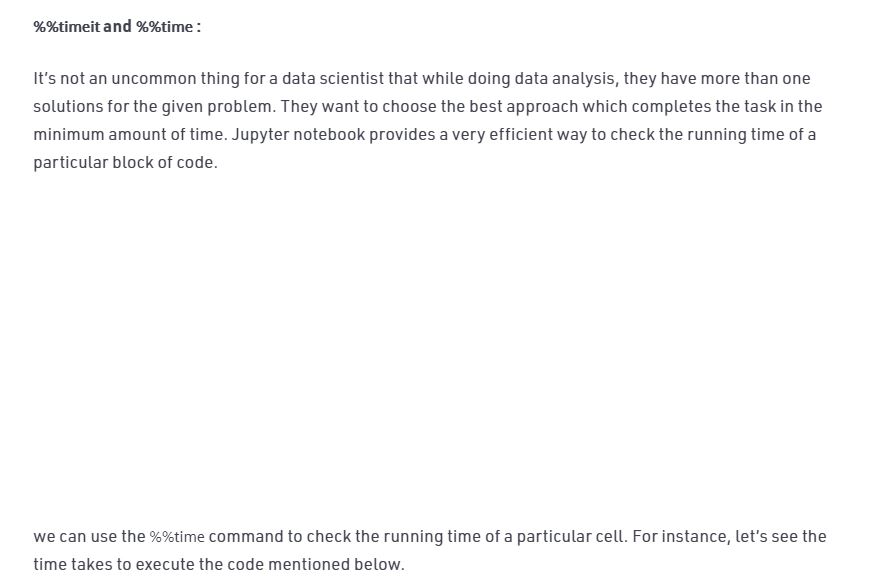 %%timeit and %%time :
It's not an uncommon thing for a data scientist that while doing data analysis, they have more than one
solutions for the given problem. They want to choose the best approach which completes the task in the
minimum amount of time. Jupyter notebook provides a very efficient way to check the running time of a
particular block of code.
we can use the %%time command to check the running time of a particular cell. For instance, let's see the
time takes to execute the code mentioned below.